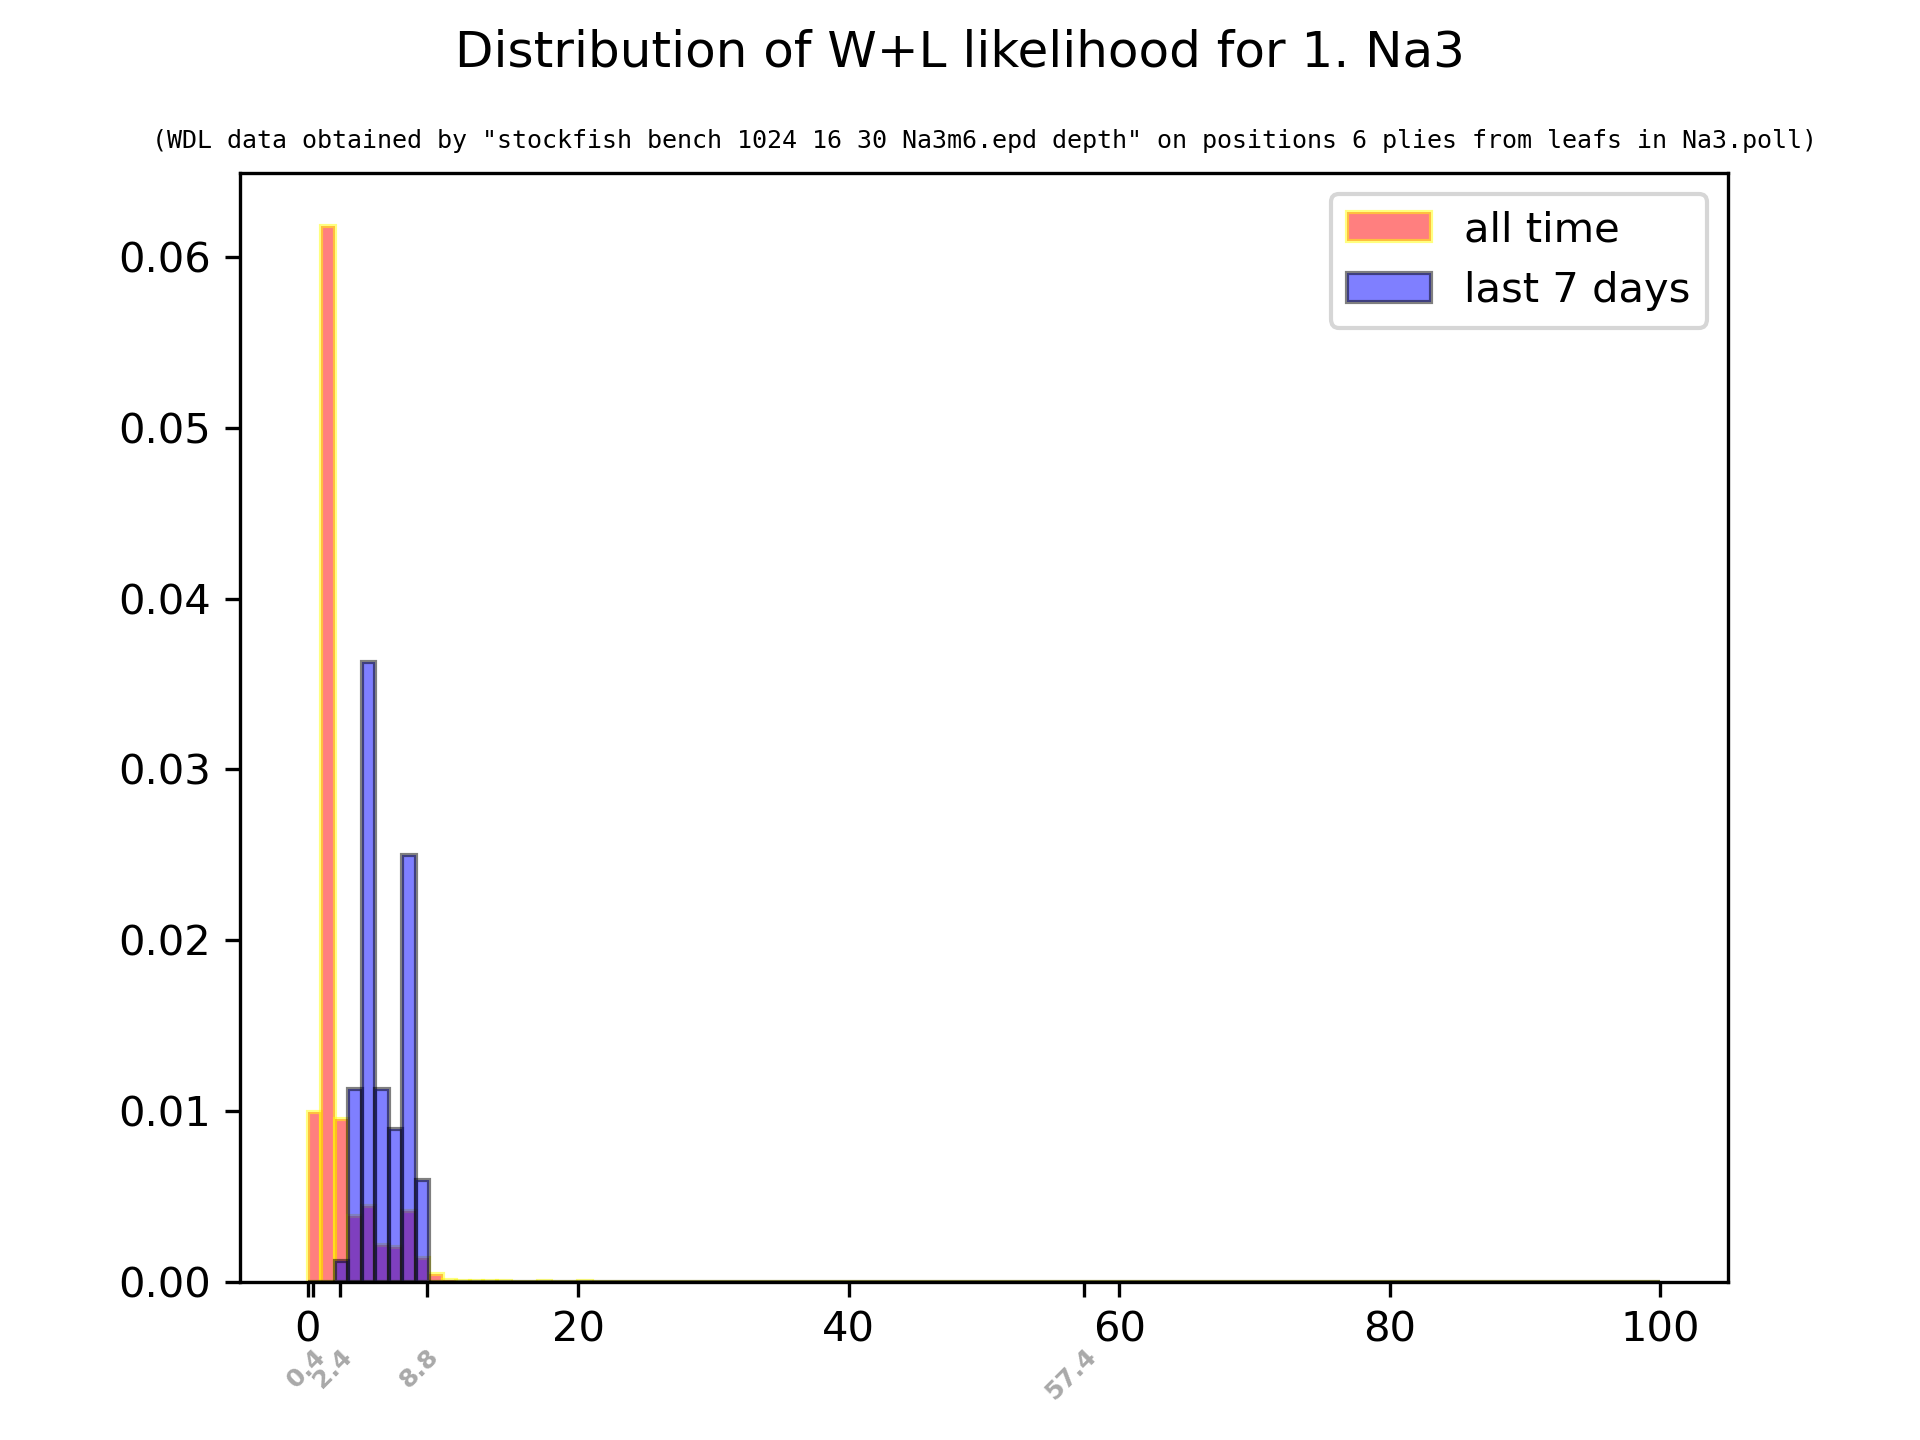 Distribution of W+L likelihood for 1. Na3
(WDL data obtained by "stockfish bench 1024 16 30 Na3m6.epd depth" on positions 6 plies from leafs in Na3.poll)
all time
last 7 days
0.06
0.05
0.04
0.03
0.02
0.01
0.00
0 20 40 60 80 100
0.4 2.4 8.8 57.4